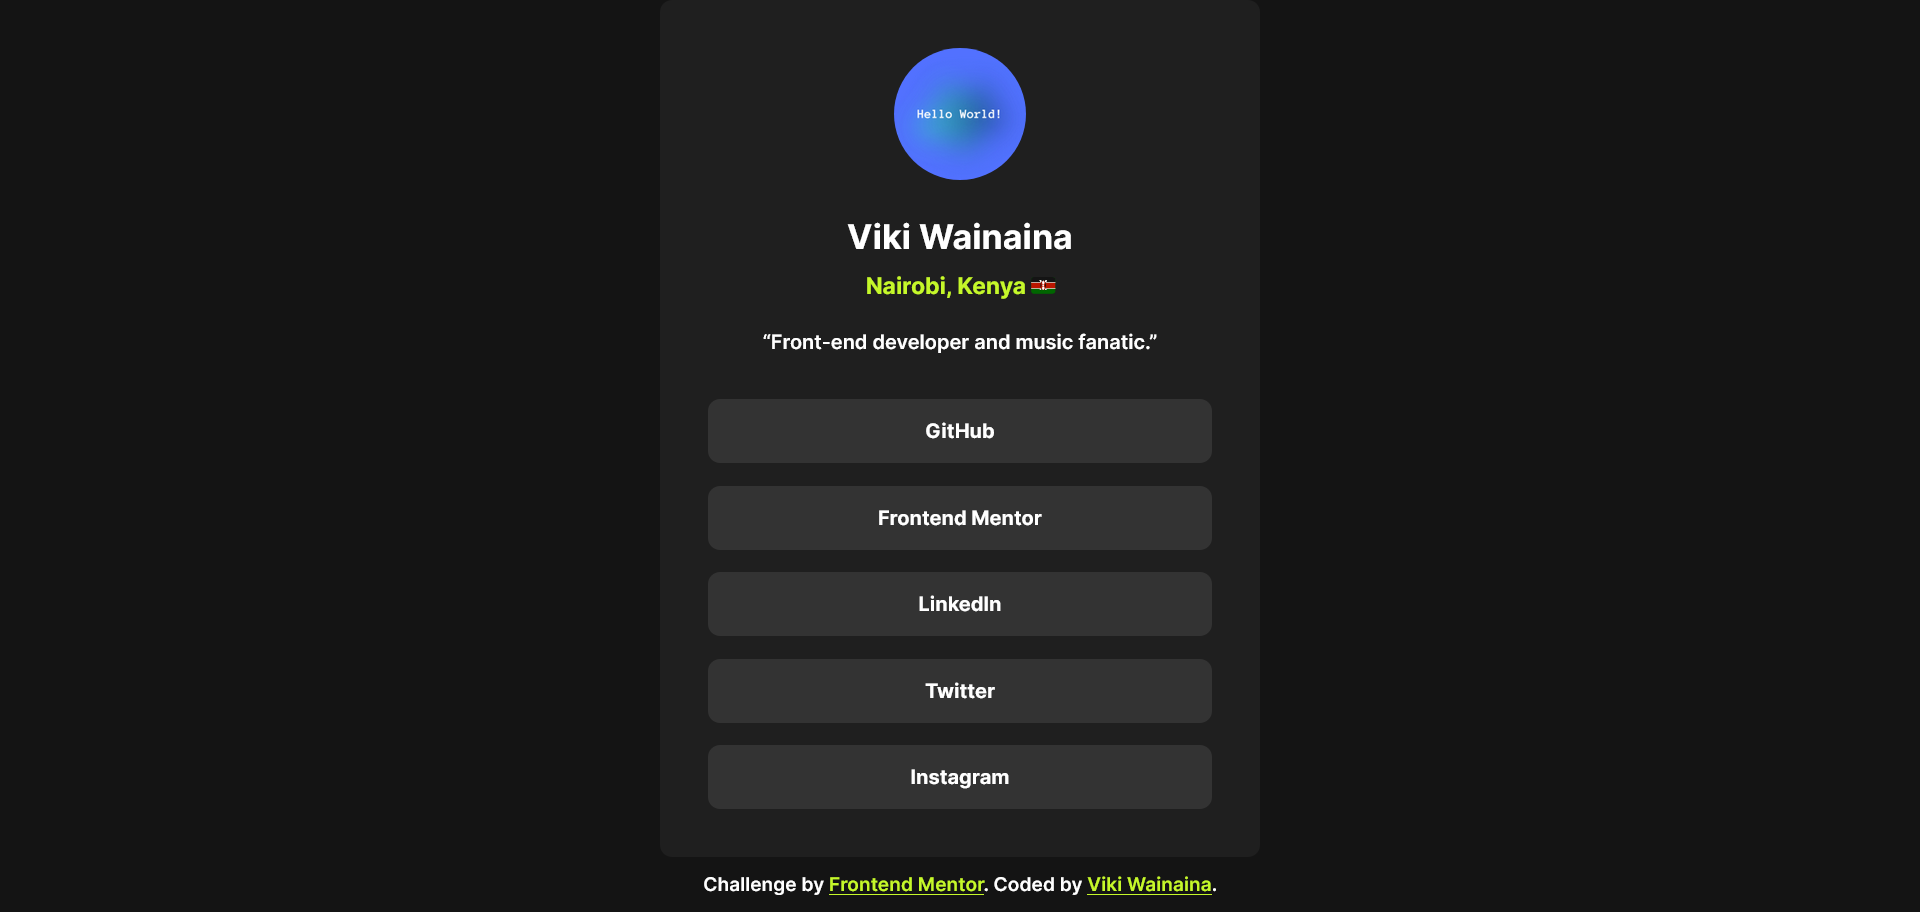 Hello World!
Viki Wainaina
Nairobi, Kenya 🇰🇪
“Front-end developer and music fanatic.”
GitHub
Frontend Mentor
LinkedIn
Twitter
Instagram
Challenge by Frontend Mentor. Coded by Viki Wainaina.